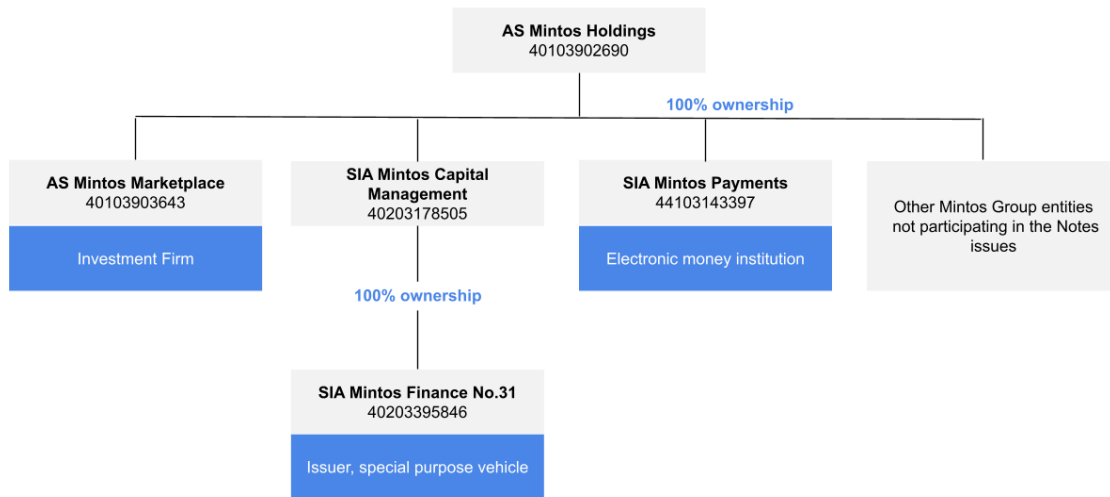 AS Mintos Holdings
40103902690
100% ownership
AS Mintos Marketplace
40103903643
Investment Firm
SIA Mintos Capital
Management
40203178505
SIA Mintos Payments
44103143397
Electronic money institution
Other Mintos Group entities
not participating in the Notes
issues
100% ownership
SIA Mintos Finance No.31
40203395846
Issuer, special purpose vehicle